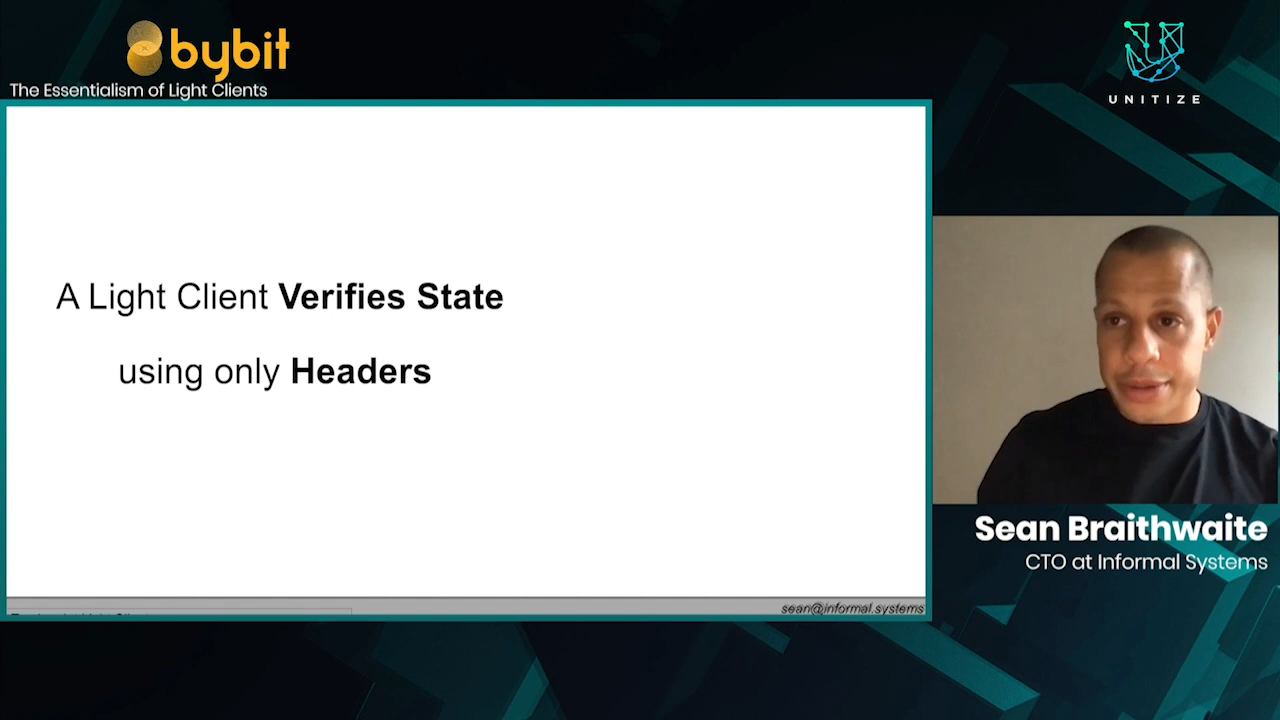 bybit
The Essentialism of Light Clients
UNITIZE
A Light Client Verifies State
using only Headers
sean@informal.systems
Sean Braithwaite
CTO at Informal Systems